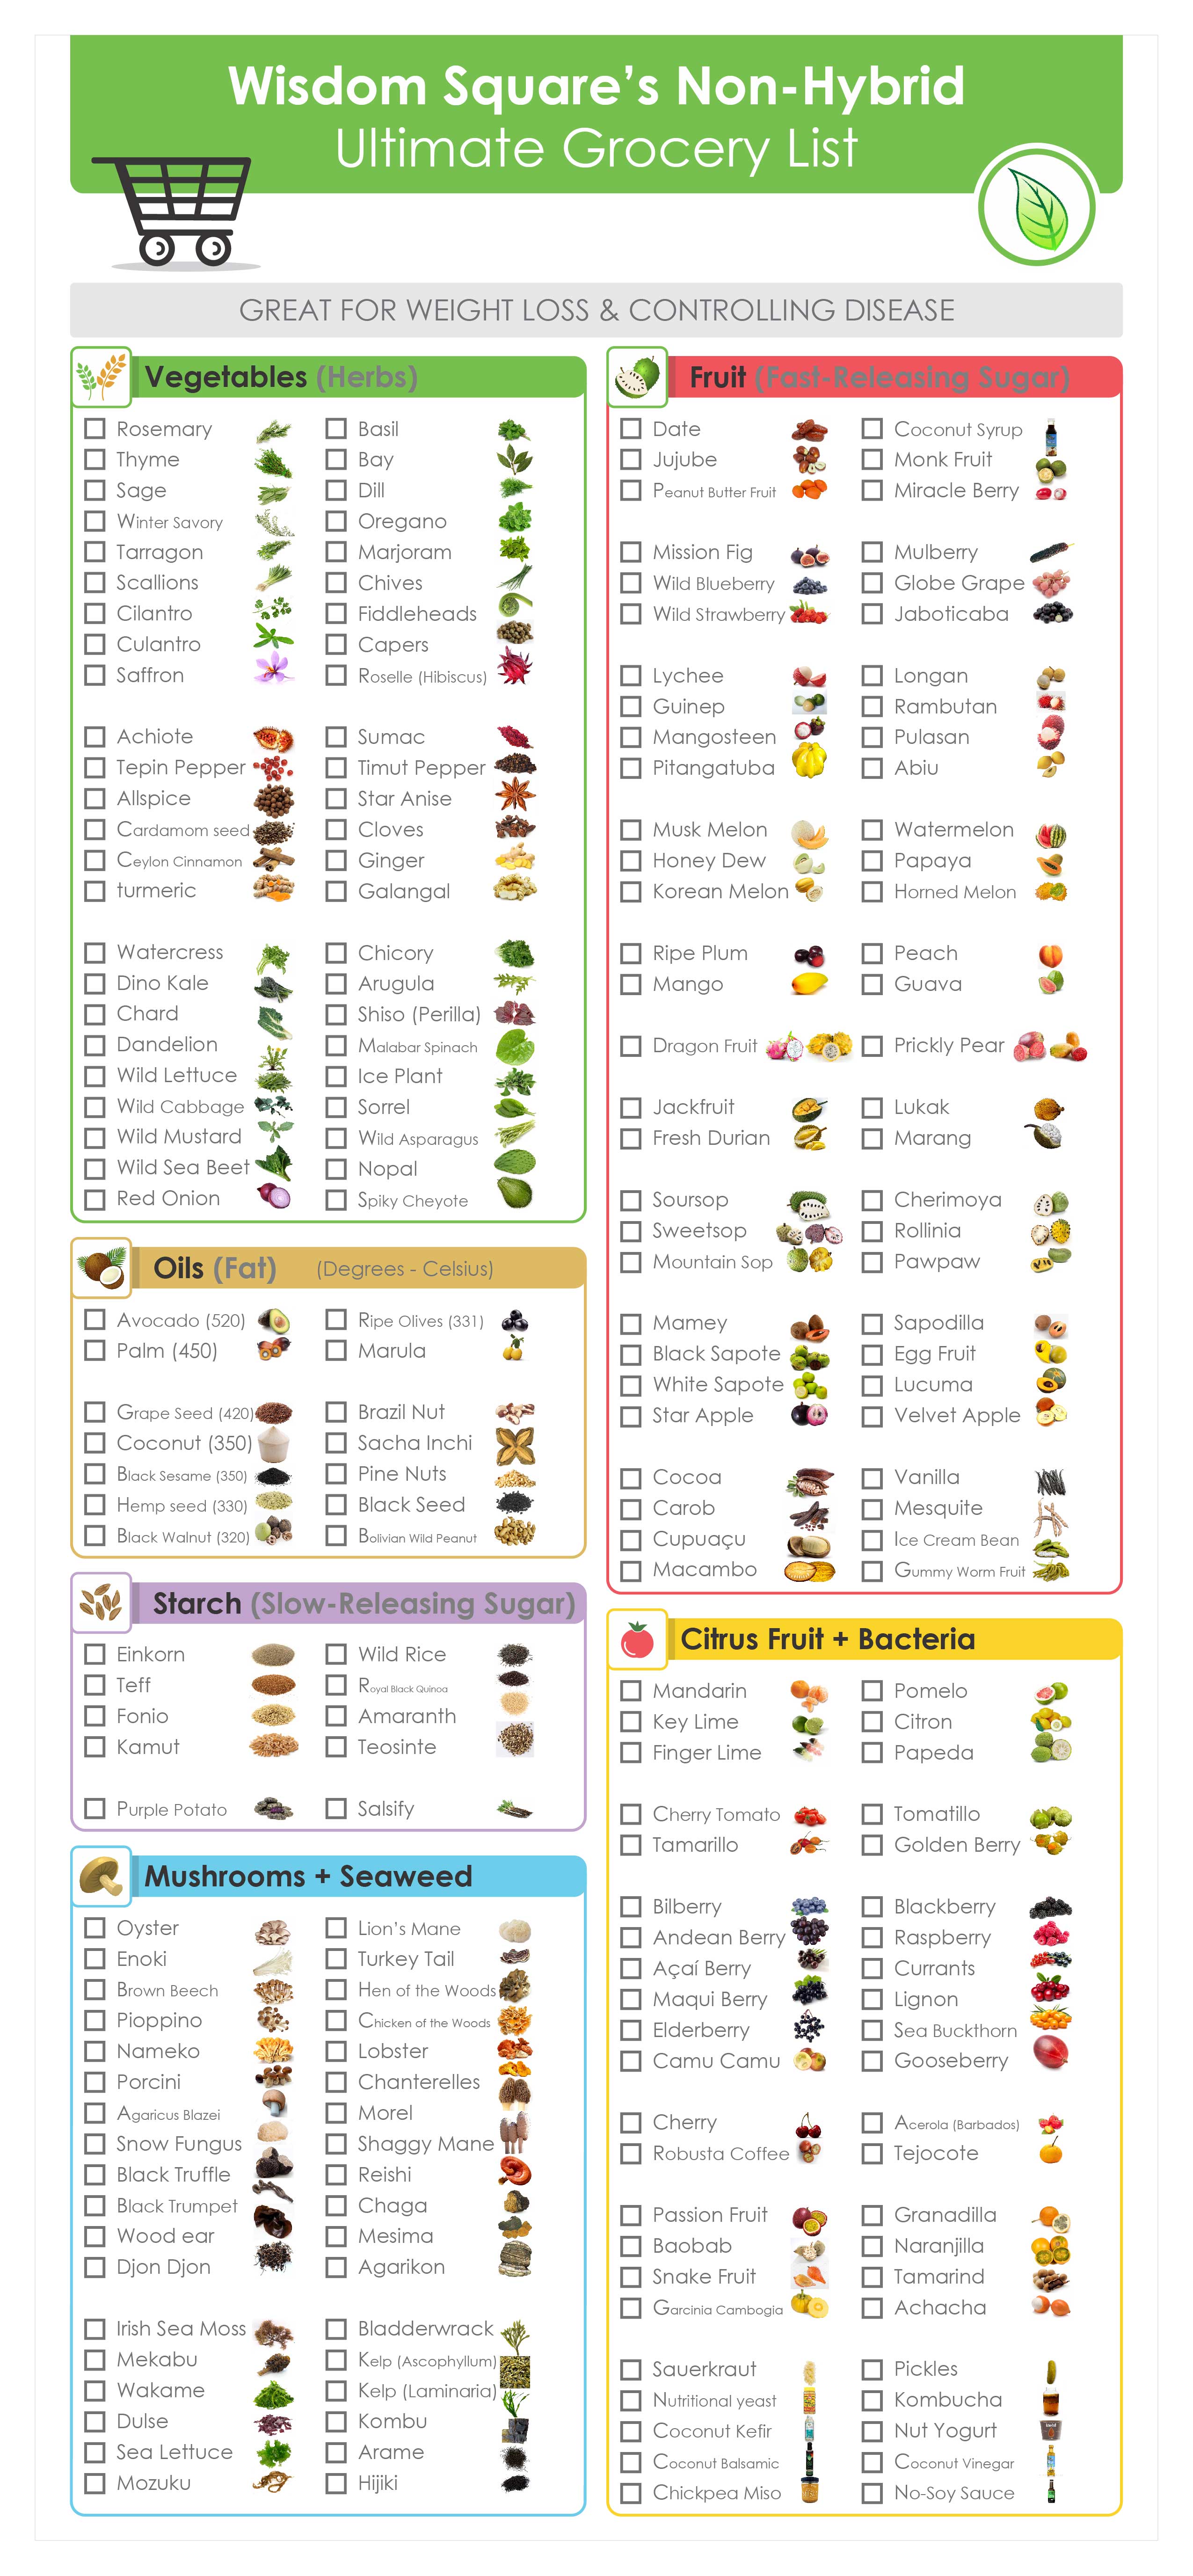 Wisdom Square's Non-Hybrid
Ultimate Grocery List
GREAT FOR WEIGHT LOSS & CONTROLLING DISEASE
Vegetables (Herbs)
Rosemary
Basil
Thyme
Bay
Sage
Dill
Winter Savory
Oregano
Tarragon
Marjoram
Scallions
Chives
Cilantro
Fiddleheads
Culantro
Capers
Saffron
Roselle (Hibiscus)
Achiote
Sumac
Tepin Pepper
Timut Pepper
Allspice
Star Anise
Cardamom seed
Cloves
Ceylon Cinnamon
Ginger
turmeric
Galangal
Watercress
Chicory
Dino Kale
Arugula
Chard
Shiso (Perilla)
Dandelion
Malabar Spinach
Wild Lettuce
Ice Plant
Wild Cabbage
Sorrel
Wild Mustard
Wild Asparagus
Wild Sea Beet
Nopal
Red Onion
Spiky Cheyote
Oils (Fat) (Degrees - Celsius)
Avocado (520)
Ripe Olives (331)
Palm (450)
Marula
Grape Seed (420)
Brazil Nut
Coconut (350)
Sacha Inchi
Black Sesame (350)
Pine Nuts
Hemp seed (330)
Black Seed
Black Walnut (320)
Bolivian Wild Peanut
Starch (Slow-Releasing Sugar)
Einkorn
Wild Rice
Teff
Royal Black Quinoa
Fonio
Amaranth
Kamut
Teosinte
Purple Potato
Salsify
Mushrooms + Seaweed
Oyster
Lion's Mane
Enoki
Turkey Tail
Brown Beech
Hen of the Woods
Pioppino
Chicken of the Woods
Nameko
Lobster
Porcini
Chanterelles
Agaricus Blazei
Morel
Snow Fungus
Shaggy Mane
Black Truffle
Reishi
Black Trumpet
Chaga
Wood ear
Mesima
Djon Djon
Agarikon
Irish Sea Moss
Bladderwrack
Mekabu
Kelp (Ascophyllum)
Wakame
Kelp (Laminaria)
Dulse
Kombu
Sea Lettuce
Arame
Mozuku
Hijiki
Fruit (Fast-Releasing Sugar)
Date
Coconut Syrup
Jujube
Monk Fruit
Peanut Butter Fruit
Miracle Berry
Mission Fig
Mulberry
Wild Blueberry
Globe Grape
Wild Strawberry
Jaboticaba
Lychee
Longan
Guinep
Rambutan
Mangosteen
Pulasan
Pitangatuba
Abiu
Musk Melon
Watermelon
Honey Dew
Papaya
Korean Melon
Horned Melon
Ripe Plum
Peach
Mango
Guava
Dragon Fruit
Prickly Pear
Jackfruit
Lukak
Fresh Durian
Marang
Soursop
Cherimoya
Sweetsop
Rollinia
Mountain Sop
Pawpaw
Mamey
Sapodilla
Black Sapote
Egg Fruit
White Sapote
Lucuma
Star Apple
Velvet Apple
Cocoa
Vanilla
Carob
Mesquite
Cupuaçu
Ice Cream Bean
Macambo
Gummy Worm Fruit
Citrus Fruit + Bacteria
Mandarin
Pomelo
Key Lime
Citron
Finger Lime
Papeda
Cherry Tomato
Tomatillo
Tamarillo
Golden Berry
Bilberry
Blackberry
Andean Berry
Raspberry
Açaí Berry
Currants
Maqui Berry
Lignon
Elderberry
Sea Buckthorn
Camu Camu
Gooseberry
Cherry
Acerola (Barbados)
Robusta Coffee
Tejocote
Passion Fruit
Granadilla
Baobab
Naranjilla
Snake Fruit
Tamarind
Garcinia Cambogia
Achacha
Sauerkraut
Pickles
Nutritional yeast
Kombucha
Coconut Kefir
Nut Yogurt
Coconut Balsamic
Coconut Vinegar
Chickpea Miso
No-Soy Sauce